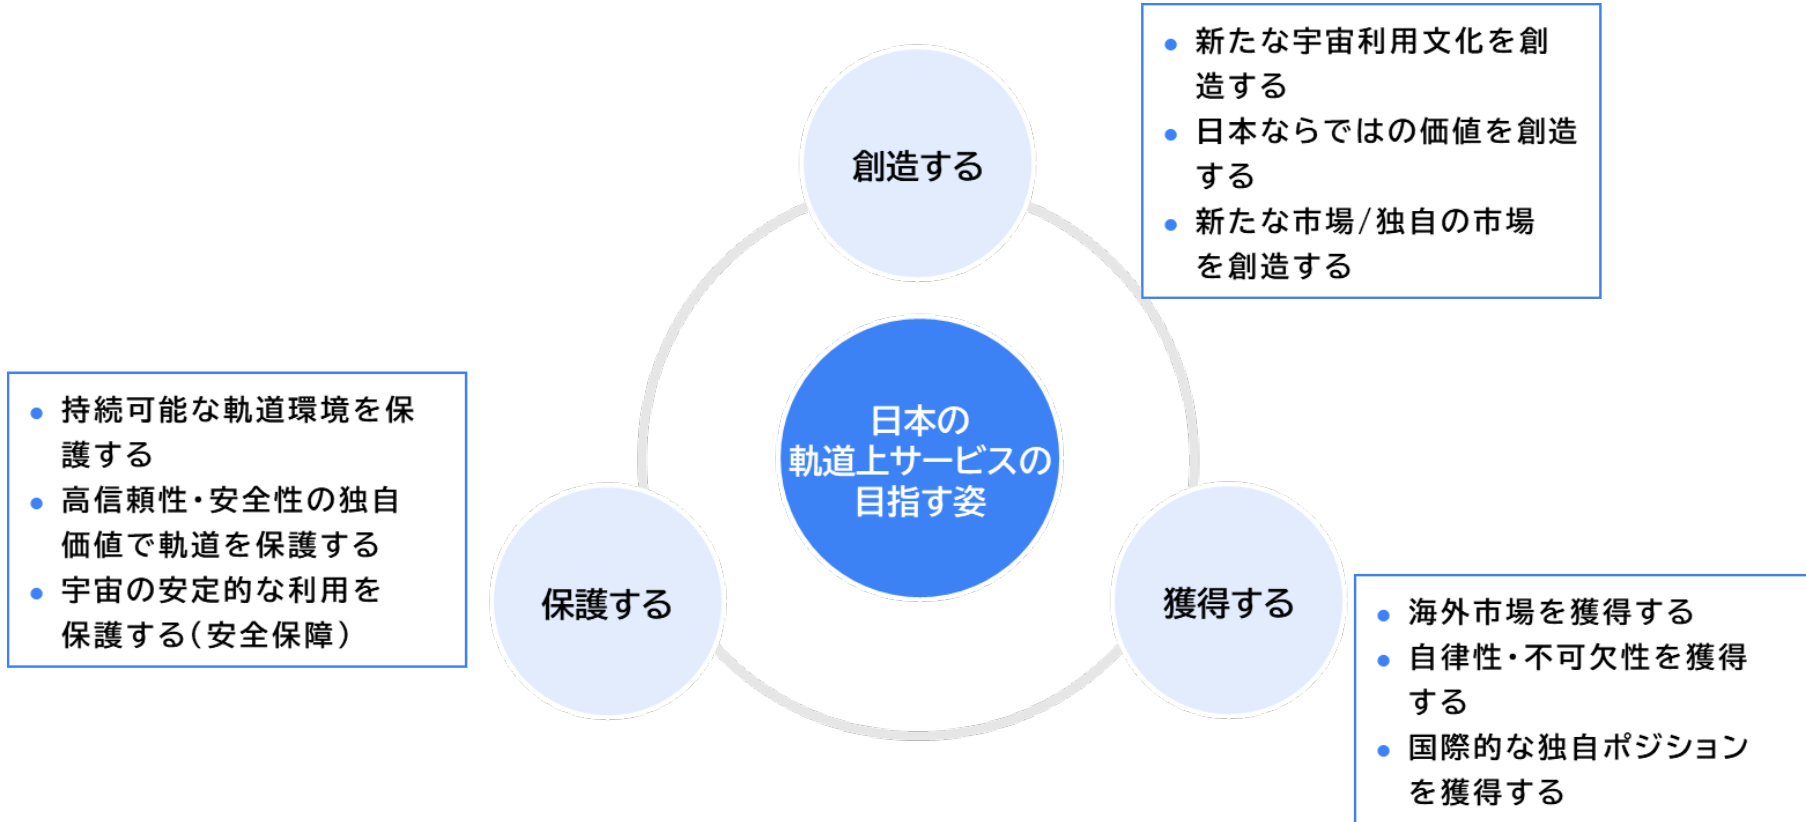 創造する
● 新たな宇宙利用文化を創
造する
● 日本ならではの価値を創造
する
● 新たな市場/独自の市場
を創造する
日本の
軌道上サービスの
目指す姿
● 持続可能な軌道環境を保
護する
● 高信頼性・安全性の独自
価値で軌道を保護する
● 宇宙の安定的な利用を
保護する(安全保障)
保護する
獲得する
● 海外市場を獲得する
● 自律性・不可欠性を獲得
する
● 国際的な独自ポジション
を獲得する